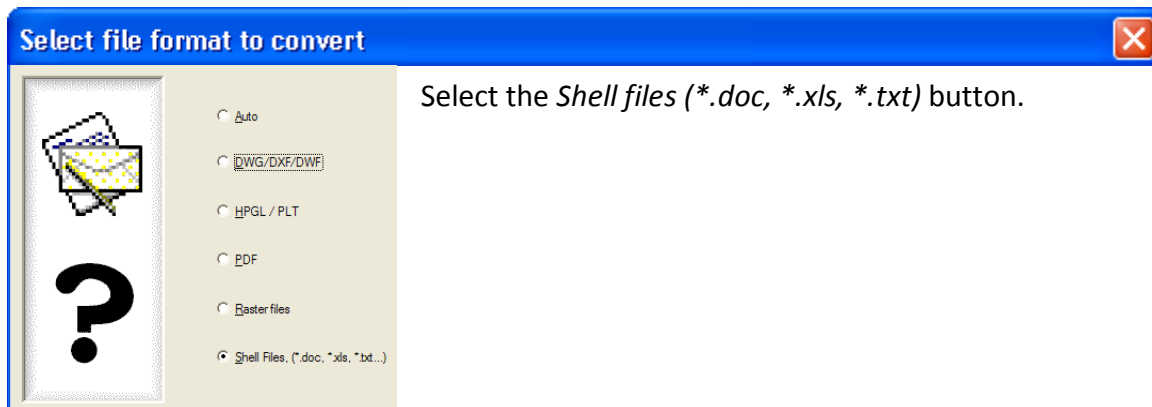 Select file format to convert
Select the Shell files (*.doc, *.xls, *.txt) button.
Auto
DWG/DXF/DWF
HPGL / PLT
PDF
Raster files
Shell Files, (*.doc, *.xls, *.txt...)